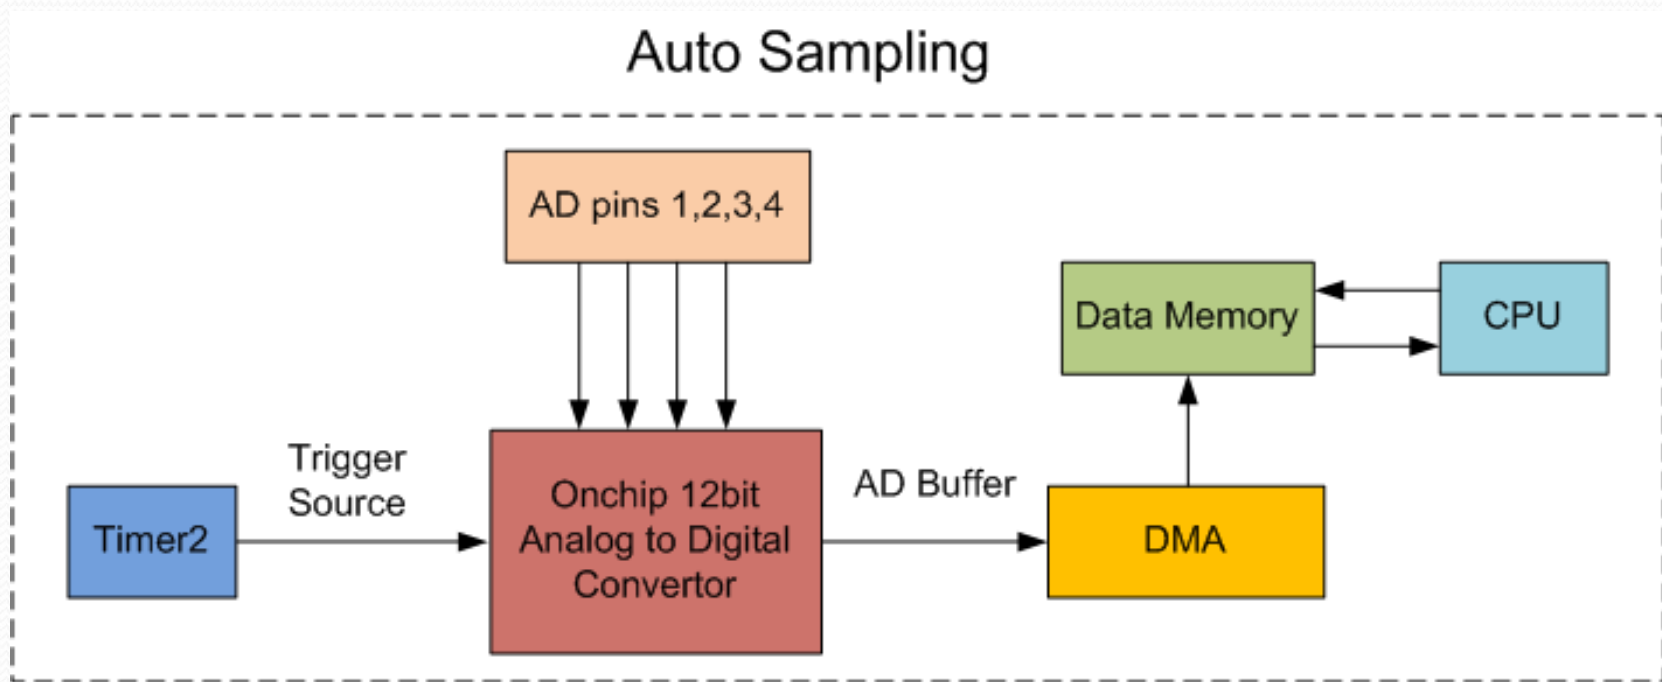 Auto Sampling
AD pins 1,2,3,4
Data Memory
CPU
Trigger
Source
Timer2
Onchip 12bit
Analog to Digital
Convertor
AD Buffer
DMA